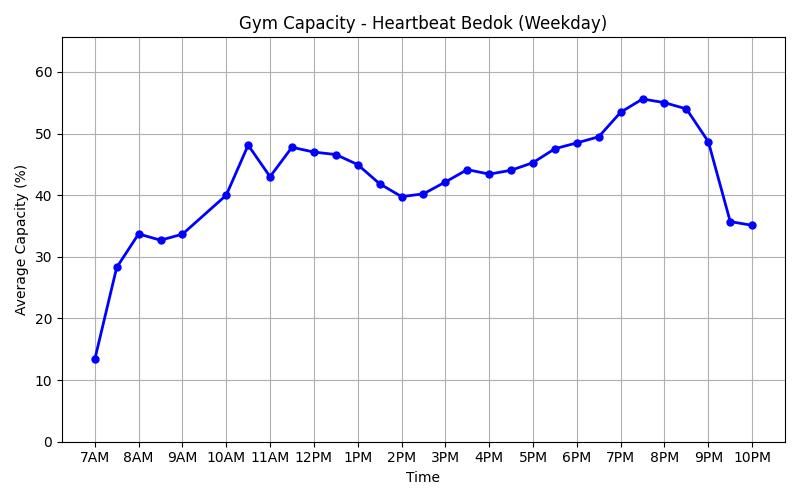 Gym Capacity - Heartbeat Bedok (Weekday)
Average Capacity (%)
60
50
40
30
20
10
0
7AM 8AM 9AM 10AM 11AM 12PM 1PM 2PM 3PM 4PM 5PM 6PM 7PM 8PM 9PM 10PM
Time